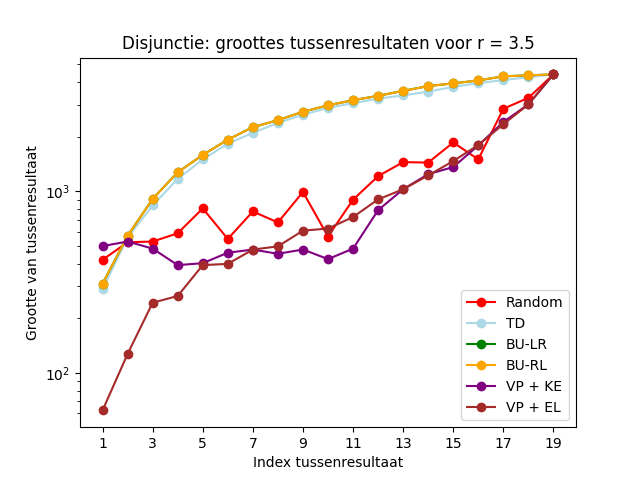 Disjunctie: groottes tussenresultaten voor r = 3.5
Grootte van tussenresultaat
10³
10²
1 3 5 7 9 11 13 15 17 19
Index tussenresultaat
Random
TD
BU-LR
BU-RL
VP + KE
VP + EL